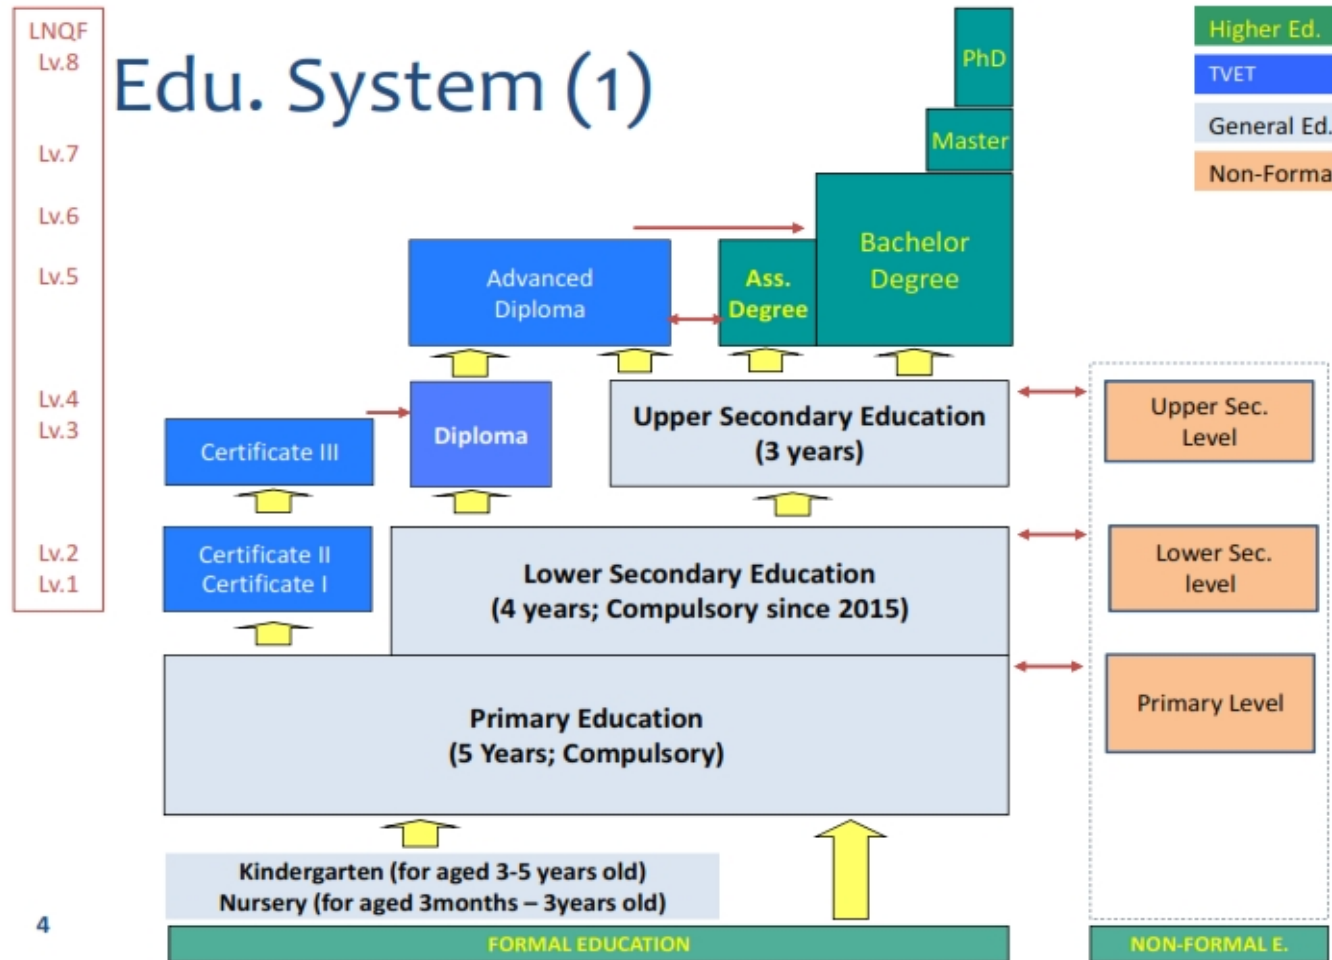 LNQF
Lv.8
Lv.7
Lv.6
Lv.5
Lv.4
Lv.3
Lv.2
Lv.1
Edu. System (1)
Higher Ed.
TVET
General Ed.
Non-Forma
PhD
Master
Bachelor
Degree
Ass.
Degree
Advanced
Diploma
Diploma
Certificate III
Certificate II
Certificate I
Upper Secondary Education
(3 years)
Lower Secondary Education
(4 years; Compulsory since 2015)
Primary Education
(5 Years; Compulsory)
Kindergarten (for aged 3-5 years old)
Nursery (for aged 3months – 3years old)
FORMAL EDUCATION
Upper Sec.
Level
Lower Sec.
level
Primary Level
NON-FORMAL E.
4